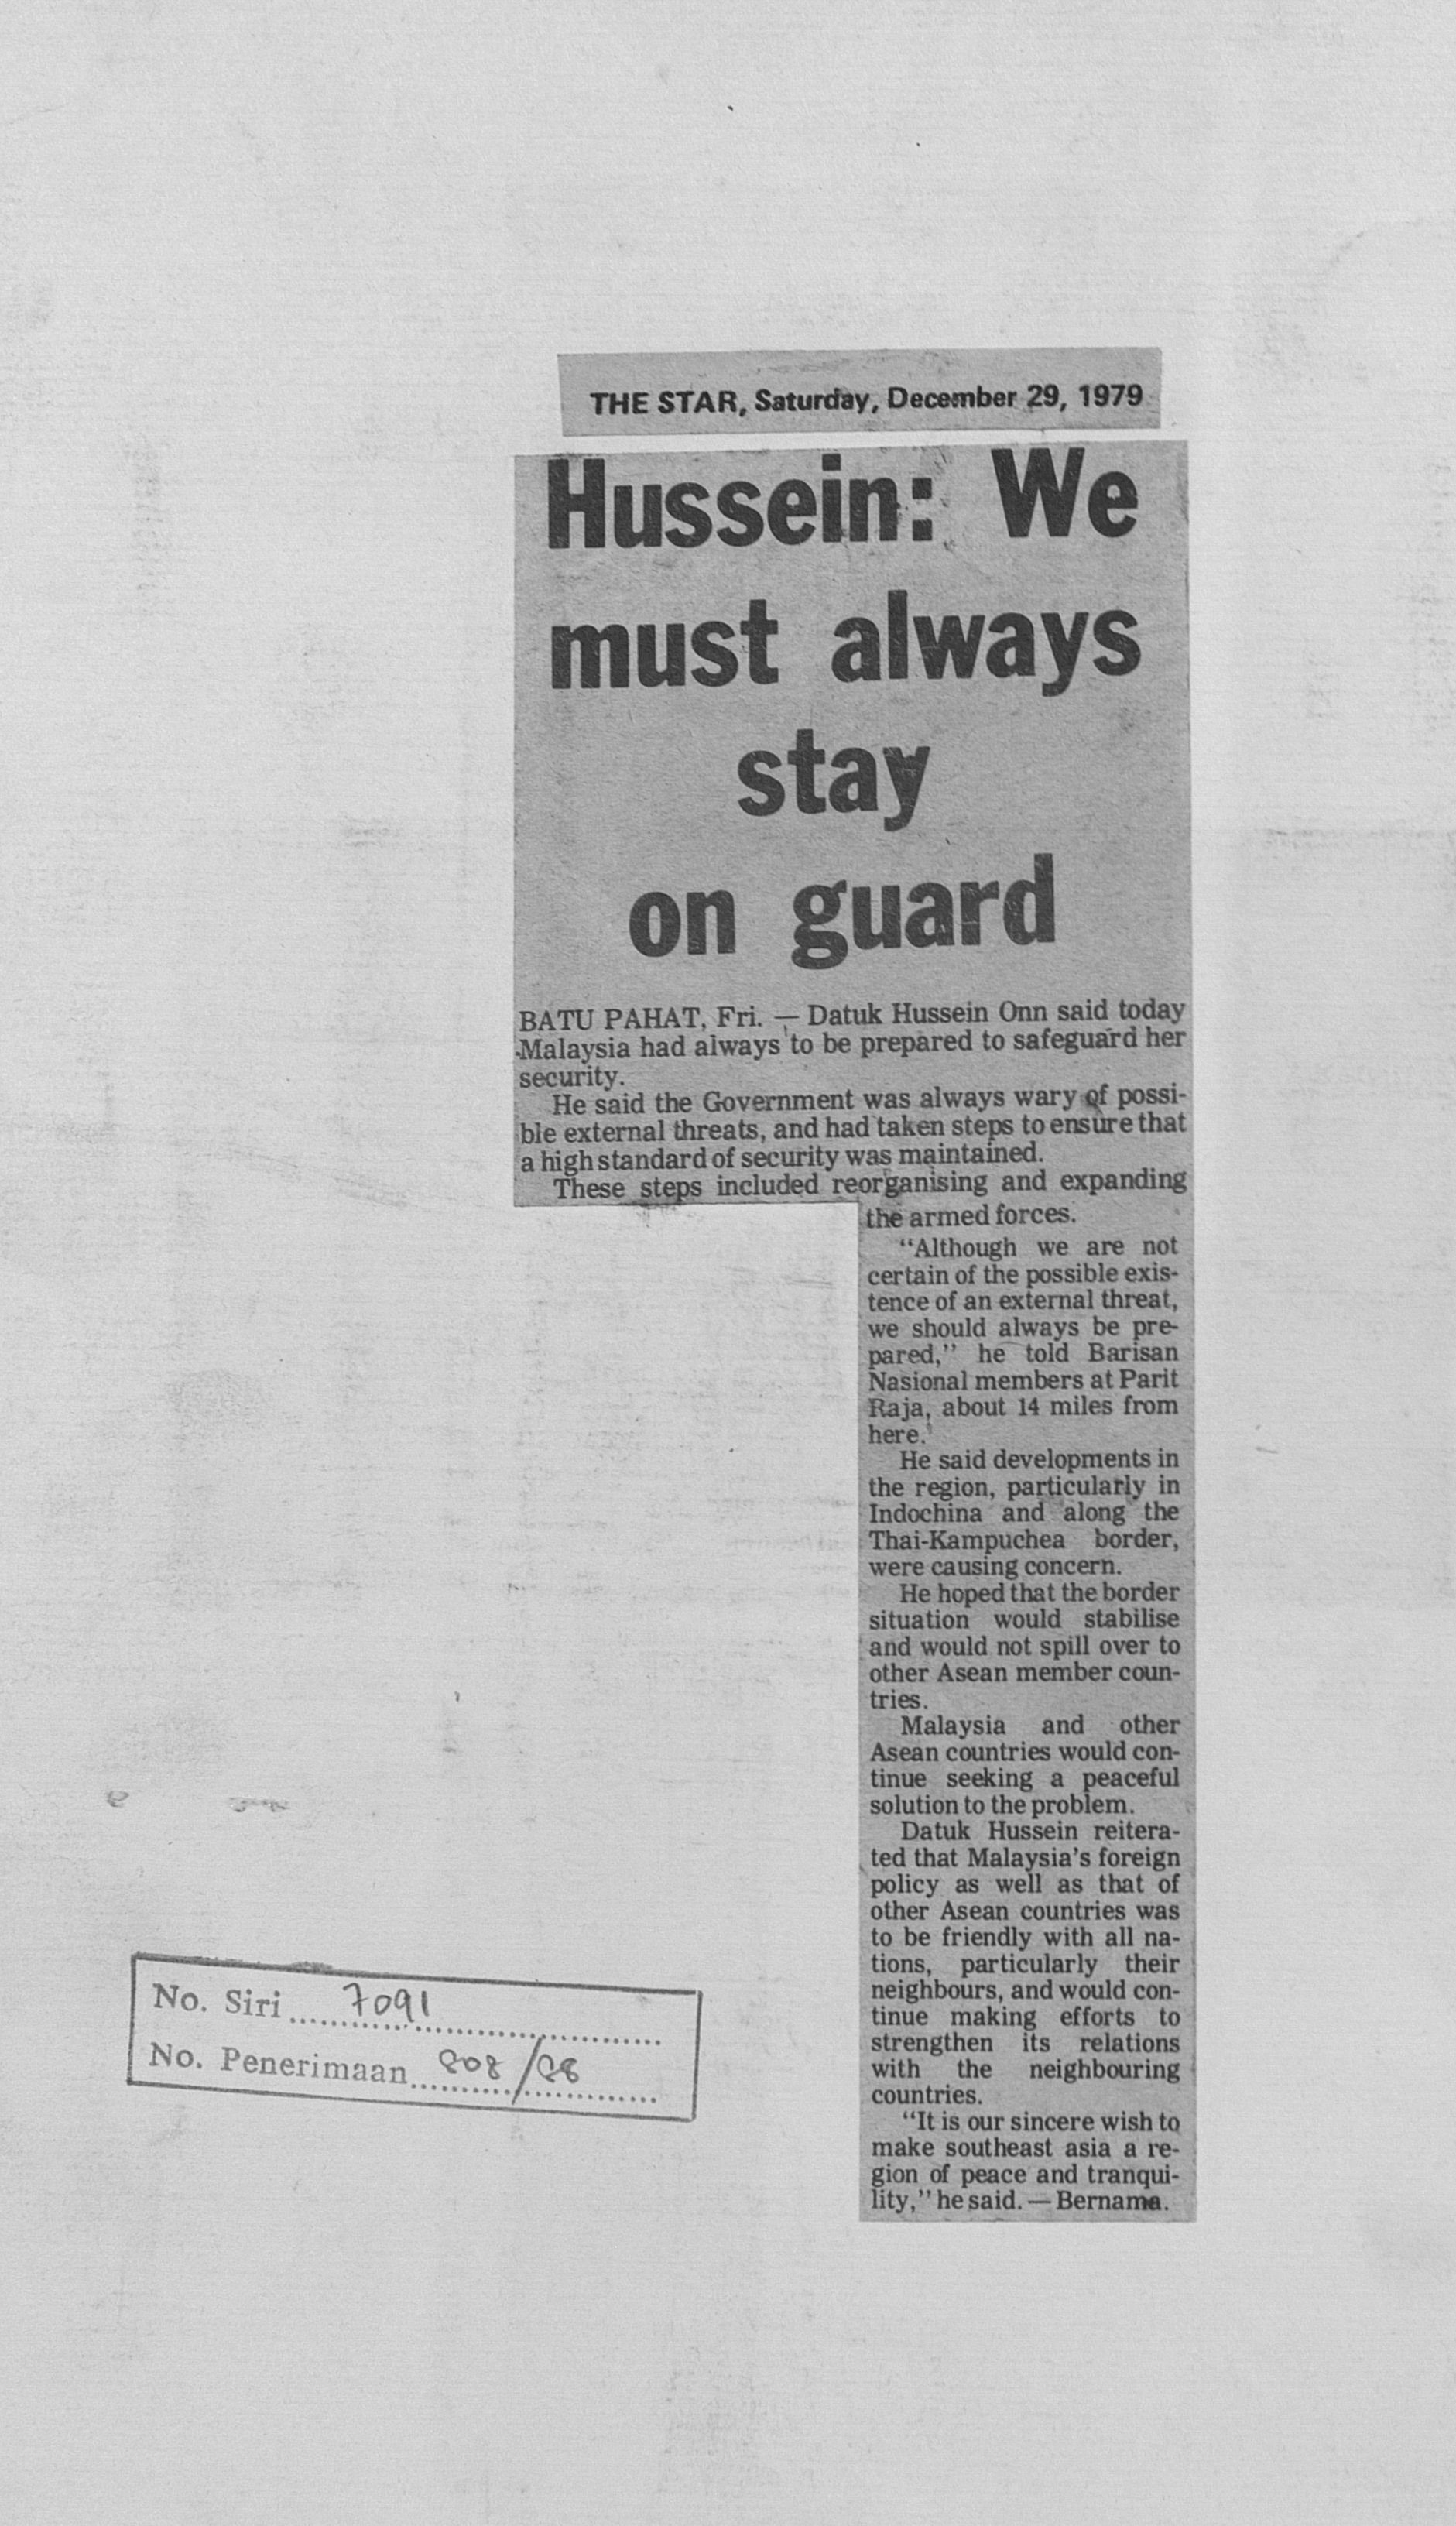 THE STAR, Saturday, December 29, 1979
Hussein: We
must always
stay
on guard
BATU PAHAT, Fri. — Datuk Hussein Onn said today
Malaysia had always to be prepared to safeguard her
security.
He said the Government was always wary of possi-
ble external threats, and had taken steps to ensure that
a high standard of security was maintained.
These steps included reorganising and expanding
the armed forces.
"Although we are not
certain of the possible exis-
tence of an external threat,
we should always be pre-
pared," he told Barisan
Nasional members at Parit
Raja, about 14 miles from
here.
He said developments in
the region, particularly in
Indochina and along the
Thai-Kampuchea border,
were causing concern.
He hoped that the border
situation would stabilise
and would not spill over to
other Asean member coun-
tries.
Malaysia and other
Asean countries would con-
tinue seeking a peaceful
solution to the problem.
Datuk Hussein reitera-
ted that Malaysia's foreign
policy as well as that of
other Asean countries was
to be friendly with all na-
tions, particularly their
neighbours, and would con-
tinue making efforts to
strengthen its relations
with the neighbouring
countries.
"It is our sincere wish to
make southeast asia a re-
gion of peace and tranqui-
lity," he said. — Bernama.
No. Siri 7091
No. Penerimaan 808/88